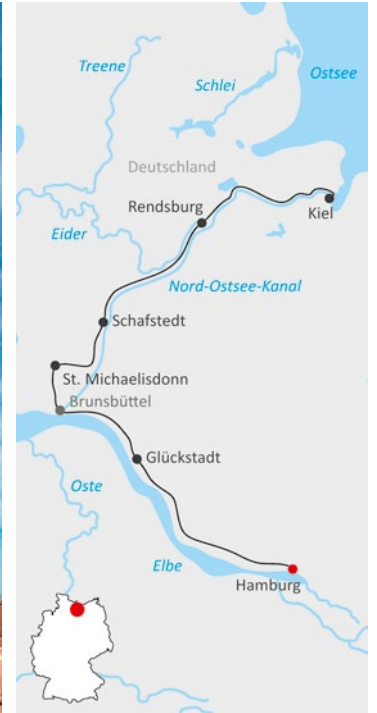 Treene
Schlei
Ostsee
Deutschland
Rendsburg
Kiel
Eider
Nord-Ostsee-Kanal
Schafstedt
St. Michaelisdonn
Brunsbüttel
Glückstadt
Oste
Elbe
Hamburg